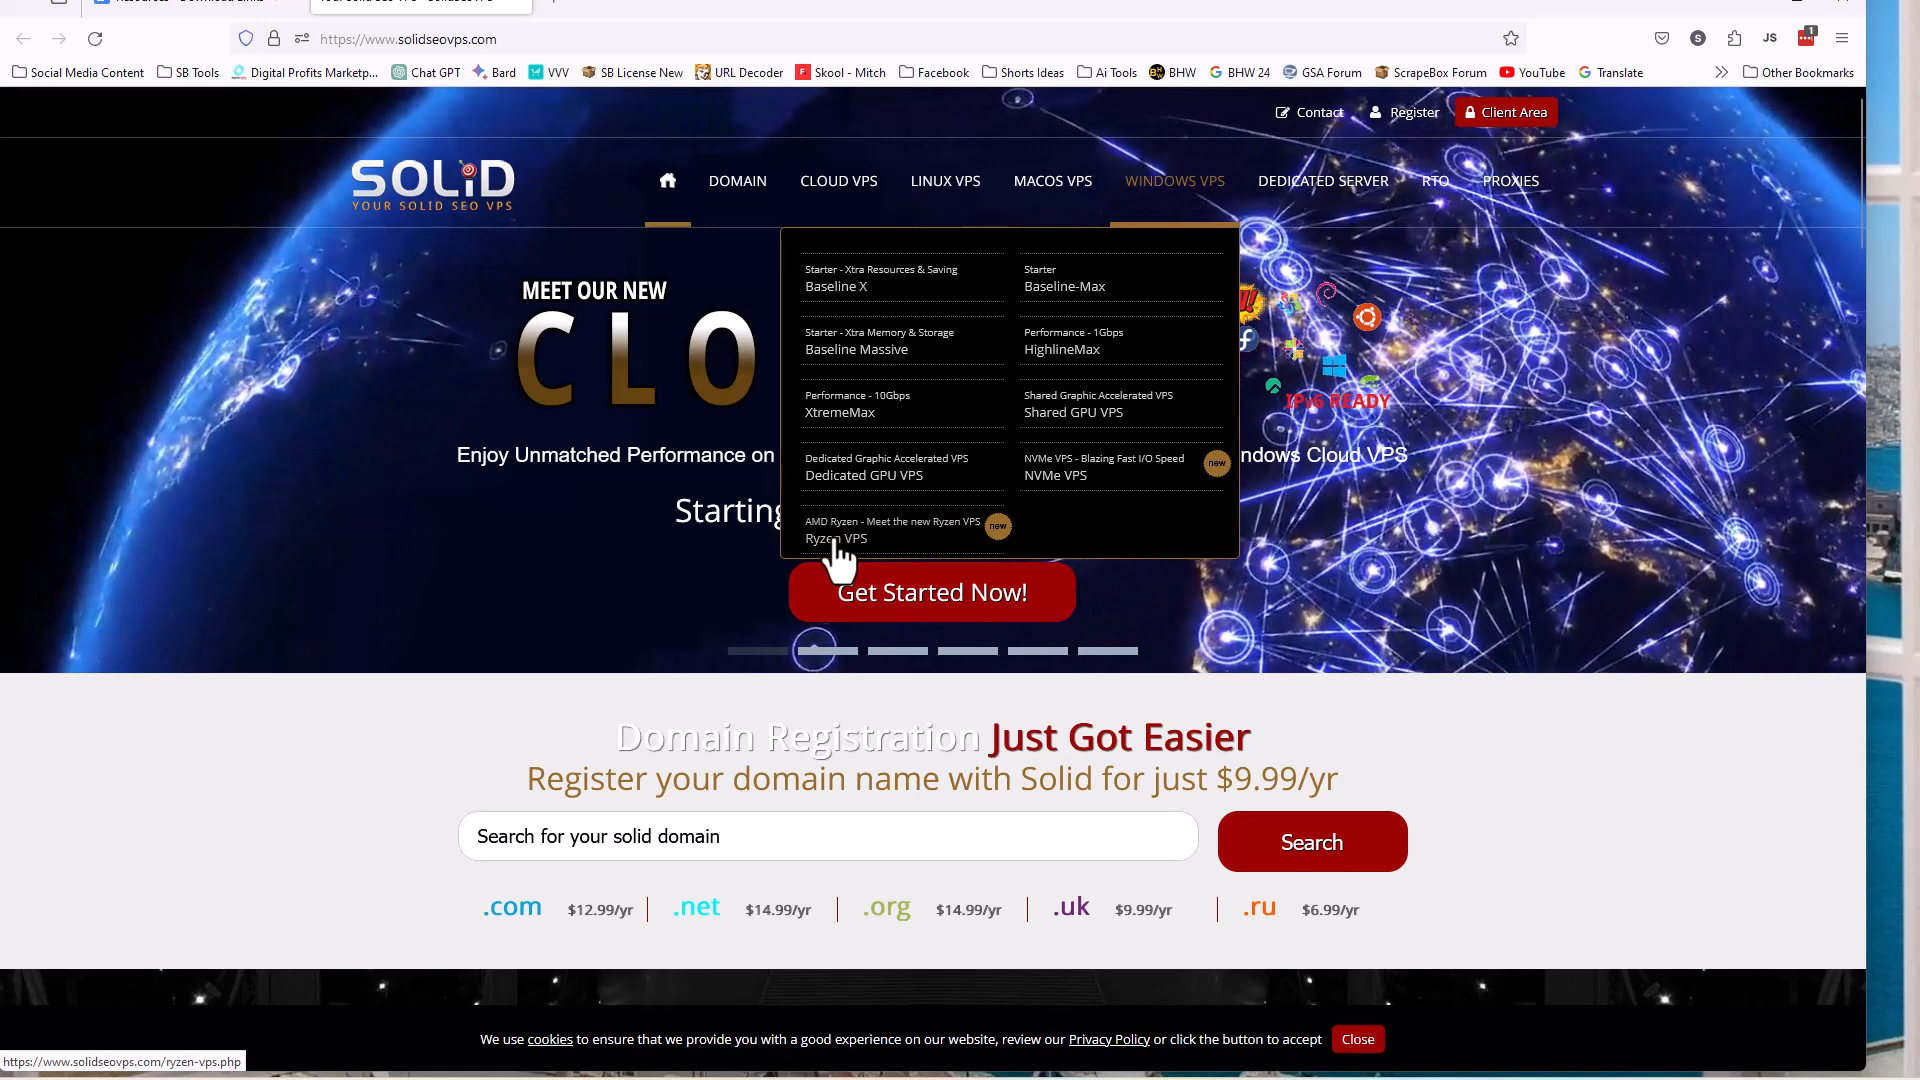 https://www.solidseovps.com
S
JS
1
Social Media Content
SB Tools
Digital Profits Marketp...
Chat GPT
Bard
VVV
SB License New
URL Decoder
Skool - Mitch
Facebook
Shorts Ideas
Ai Tools
BHW
BHW 24
GSA Forum
ScrapeBox Forum
YouTube
Translate
Other Bookmarks
Contact
Register
Client Area
SOLiD
YOUR SOLID SEO VPS
DOMAIN
CLOUD VPS
LINUX VPS
MACOS VPS
WINDOWS VPS
DEDICATED SERVER
RTO
PROXIES
Starter - Xtra Resources & Saving
Baseline X
Starter
Baseline-Max
Starter - Xtra Memory & Storage
Baseline Massive
Performance - 1Gbps
HighlineMax
Performance - 10Gbps
XtremeMax
Shared Graphic Accelerated VPS
Shared GPU VPS
Dedicated Graphic Accelerated VPS
Dedicated GPU VPS
NVMe VPS - Blazing Fast I/O Speed
NVMe VPS
new
AMD Ryzen - Meet the new Ryzen VPS
Ryzen VPS
new
MEET OUR NEW
CLO
IPv6 READY
Enjoy Unmatched Performance on
ndows Cloud VPS
Starting
Get Started Now!
Domain Registration Just Got Easier
Register your domain name with Solid for just $9.99/yr
Search for your solid domain
Search
.com $12.99/yr
.net $14.99/yr
.org $14.99/yr
.uk $9.99/yr
.ru $6.99/yr
We use cookies to ensure that we provide you with a good experience on our website, review our Privacy Policy or click the button to accept
Close
https://www.solidseovps.com/ryzen-vps.php